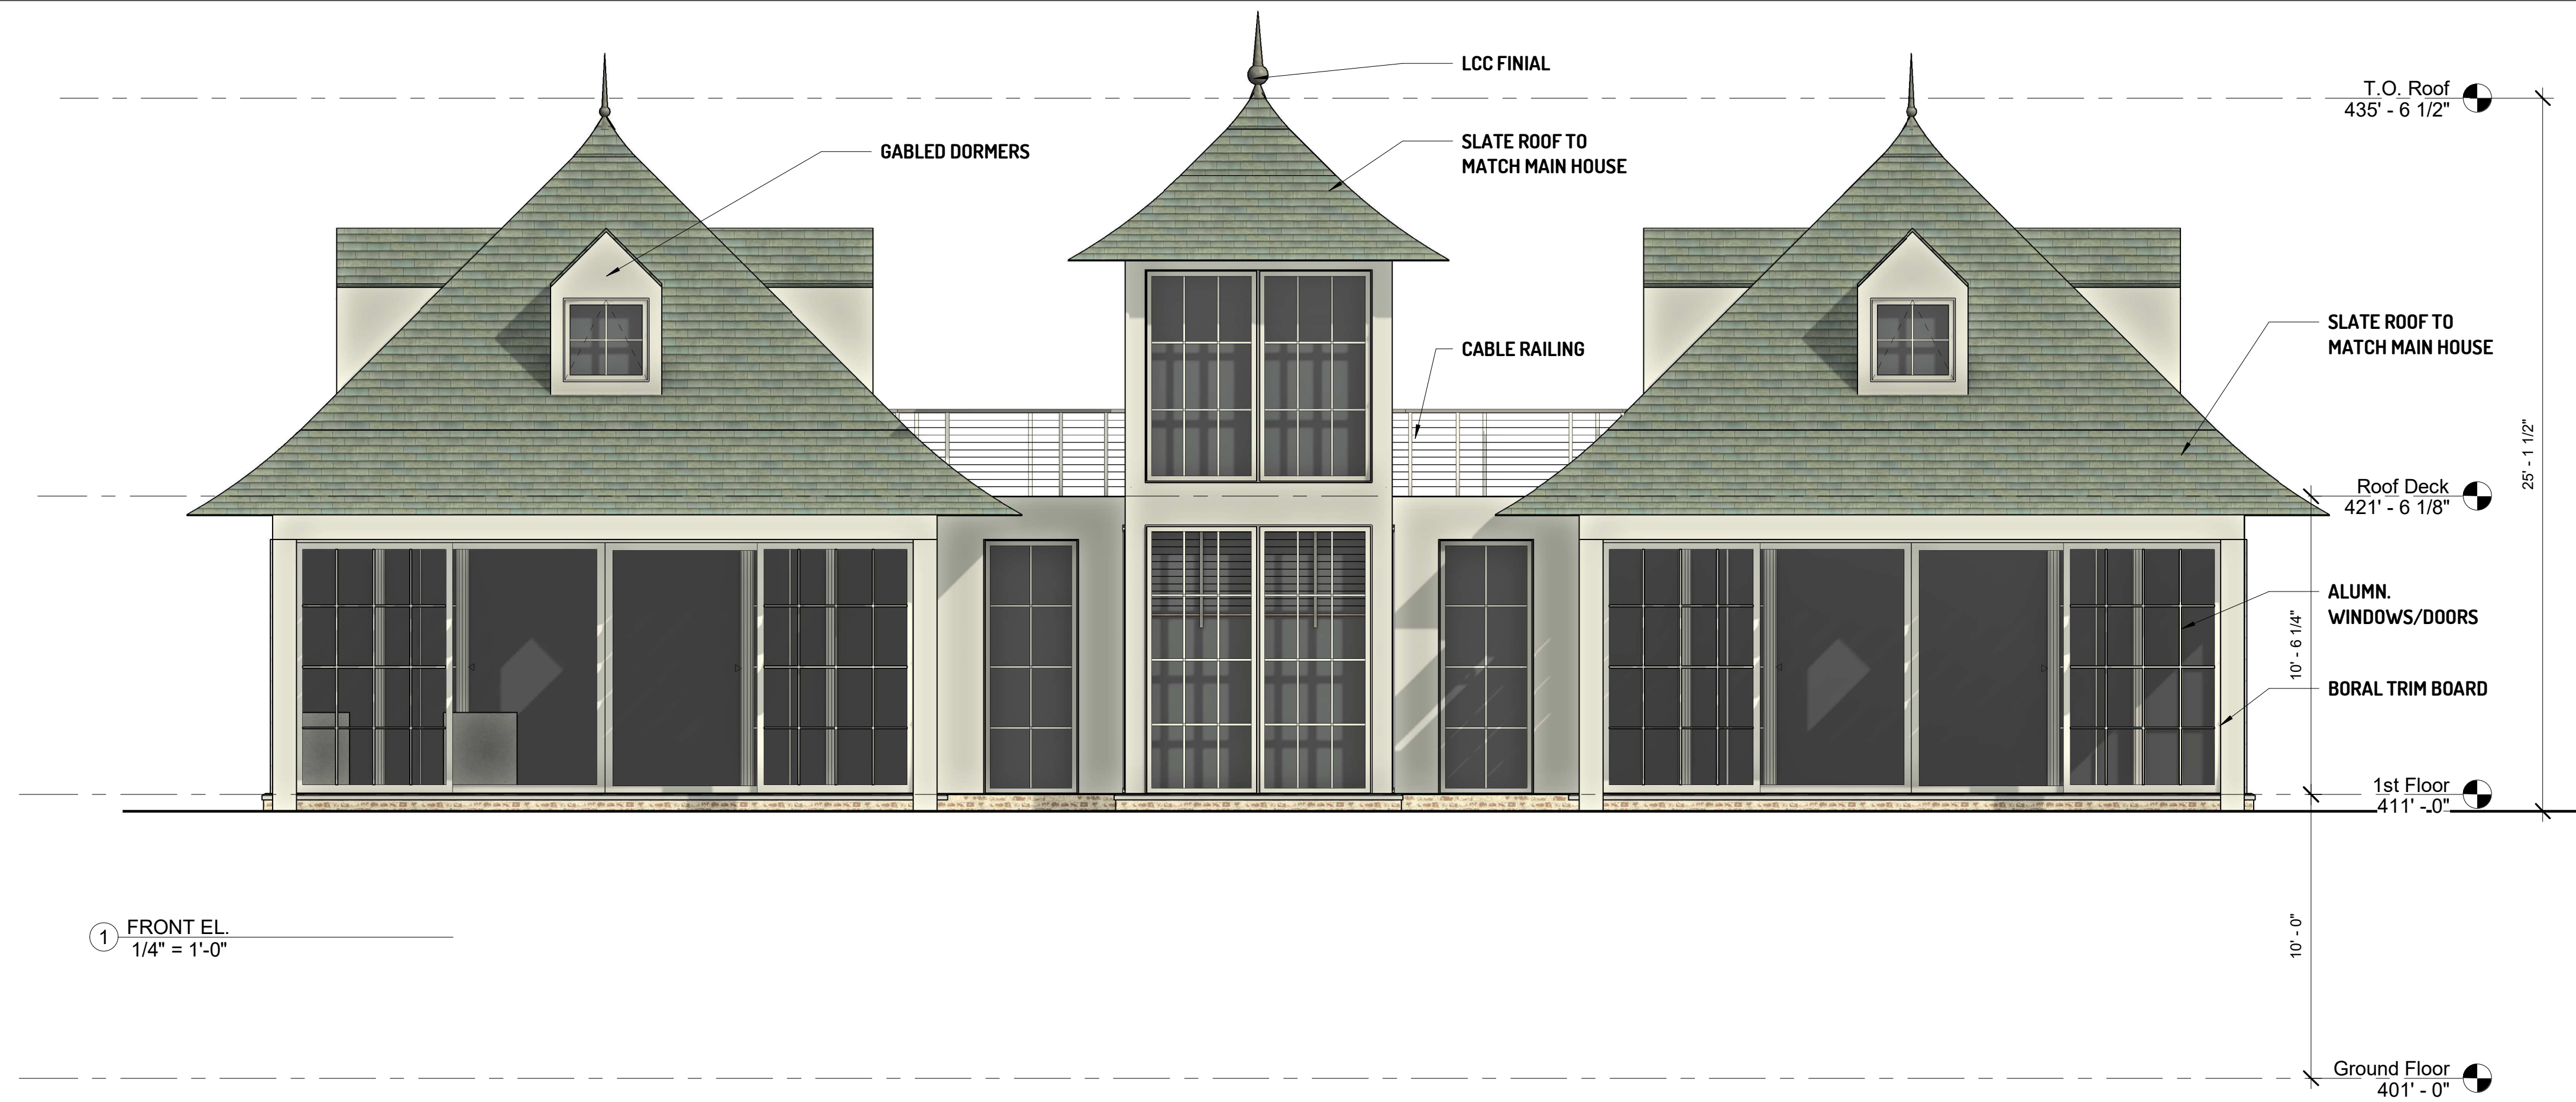 LCC FINIAL
T.O. Roof
435' - 6 1/2"
GABLED DORMERS
SLATE ROOF TO
MATCH MAIN HOUSE
SLATE ROOF TO
MATCH MAIN HOUSE
CABLE RAILING
25' - 1 1/2"
Roof Deck
421' - 6 1/8"
ALUMN.
WINDOWS/DOORS
10' - 6 1/4"
BORAL TRIM BOARD
1st Floor
411' - 0"
1
FRONT EL.
1/4" = 1'-0"
10' - 0"
Ground Floor
401' - 0"